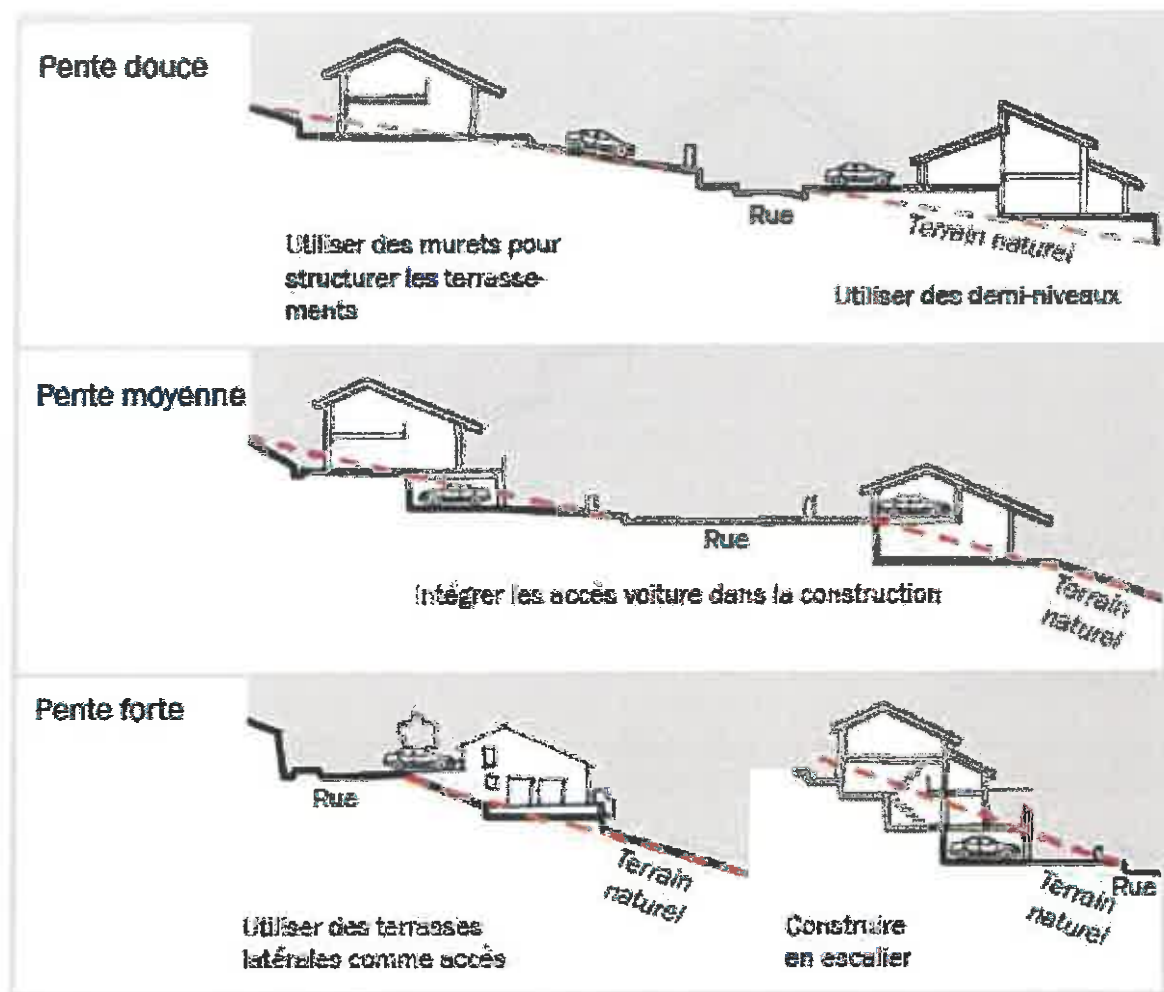 Pente douce
Rue
Terrain naturel
Utiliser des murets pour
structurer les terrasse-
ments
Utiliser des demi-niveaux
Pente moyenne
Rue
Intégrer les accès voiture dans la construction
Terrain
naturel
Pente forte
Rue
Terrain
naturel
Rue
Terrain
naturel
Utiliser des terrasses
latérales comme accès
Construire
en escalier